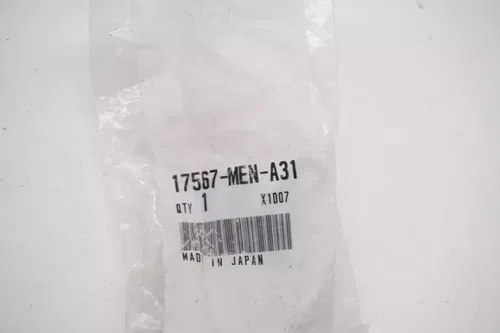 17567-MEN-A31
QTY 1 X1007
MADE IN JAPAN